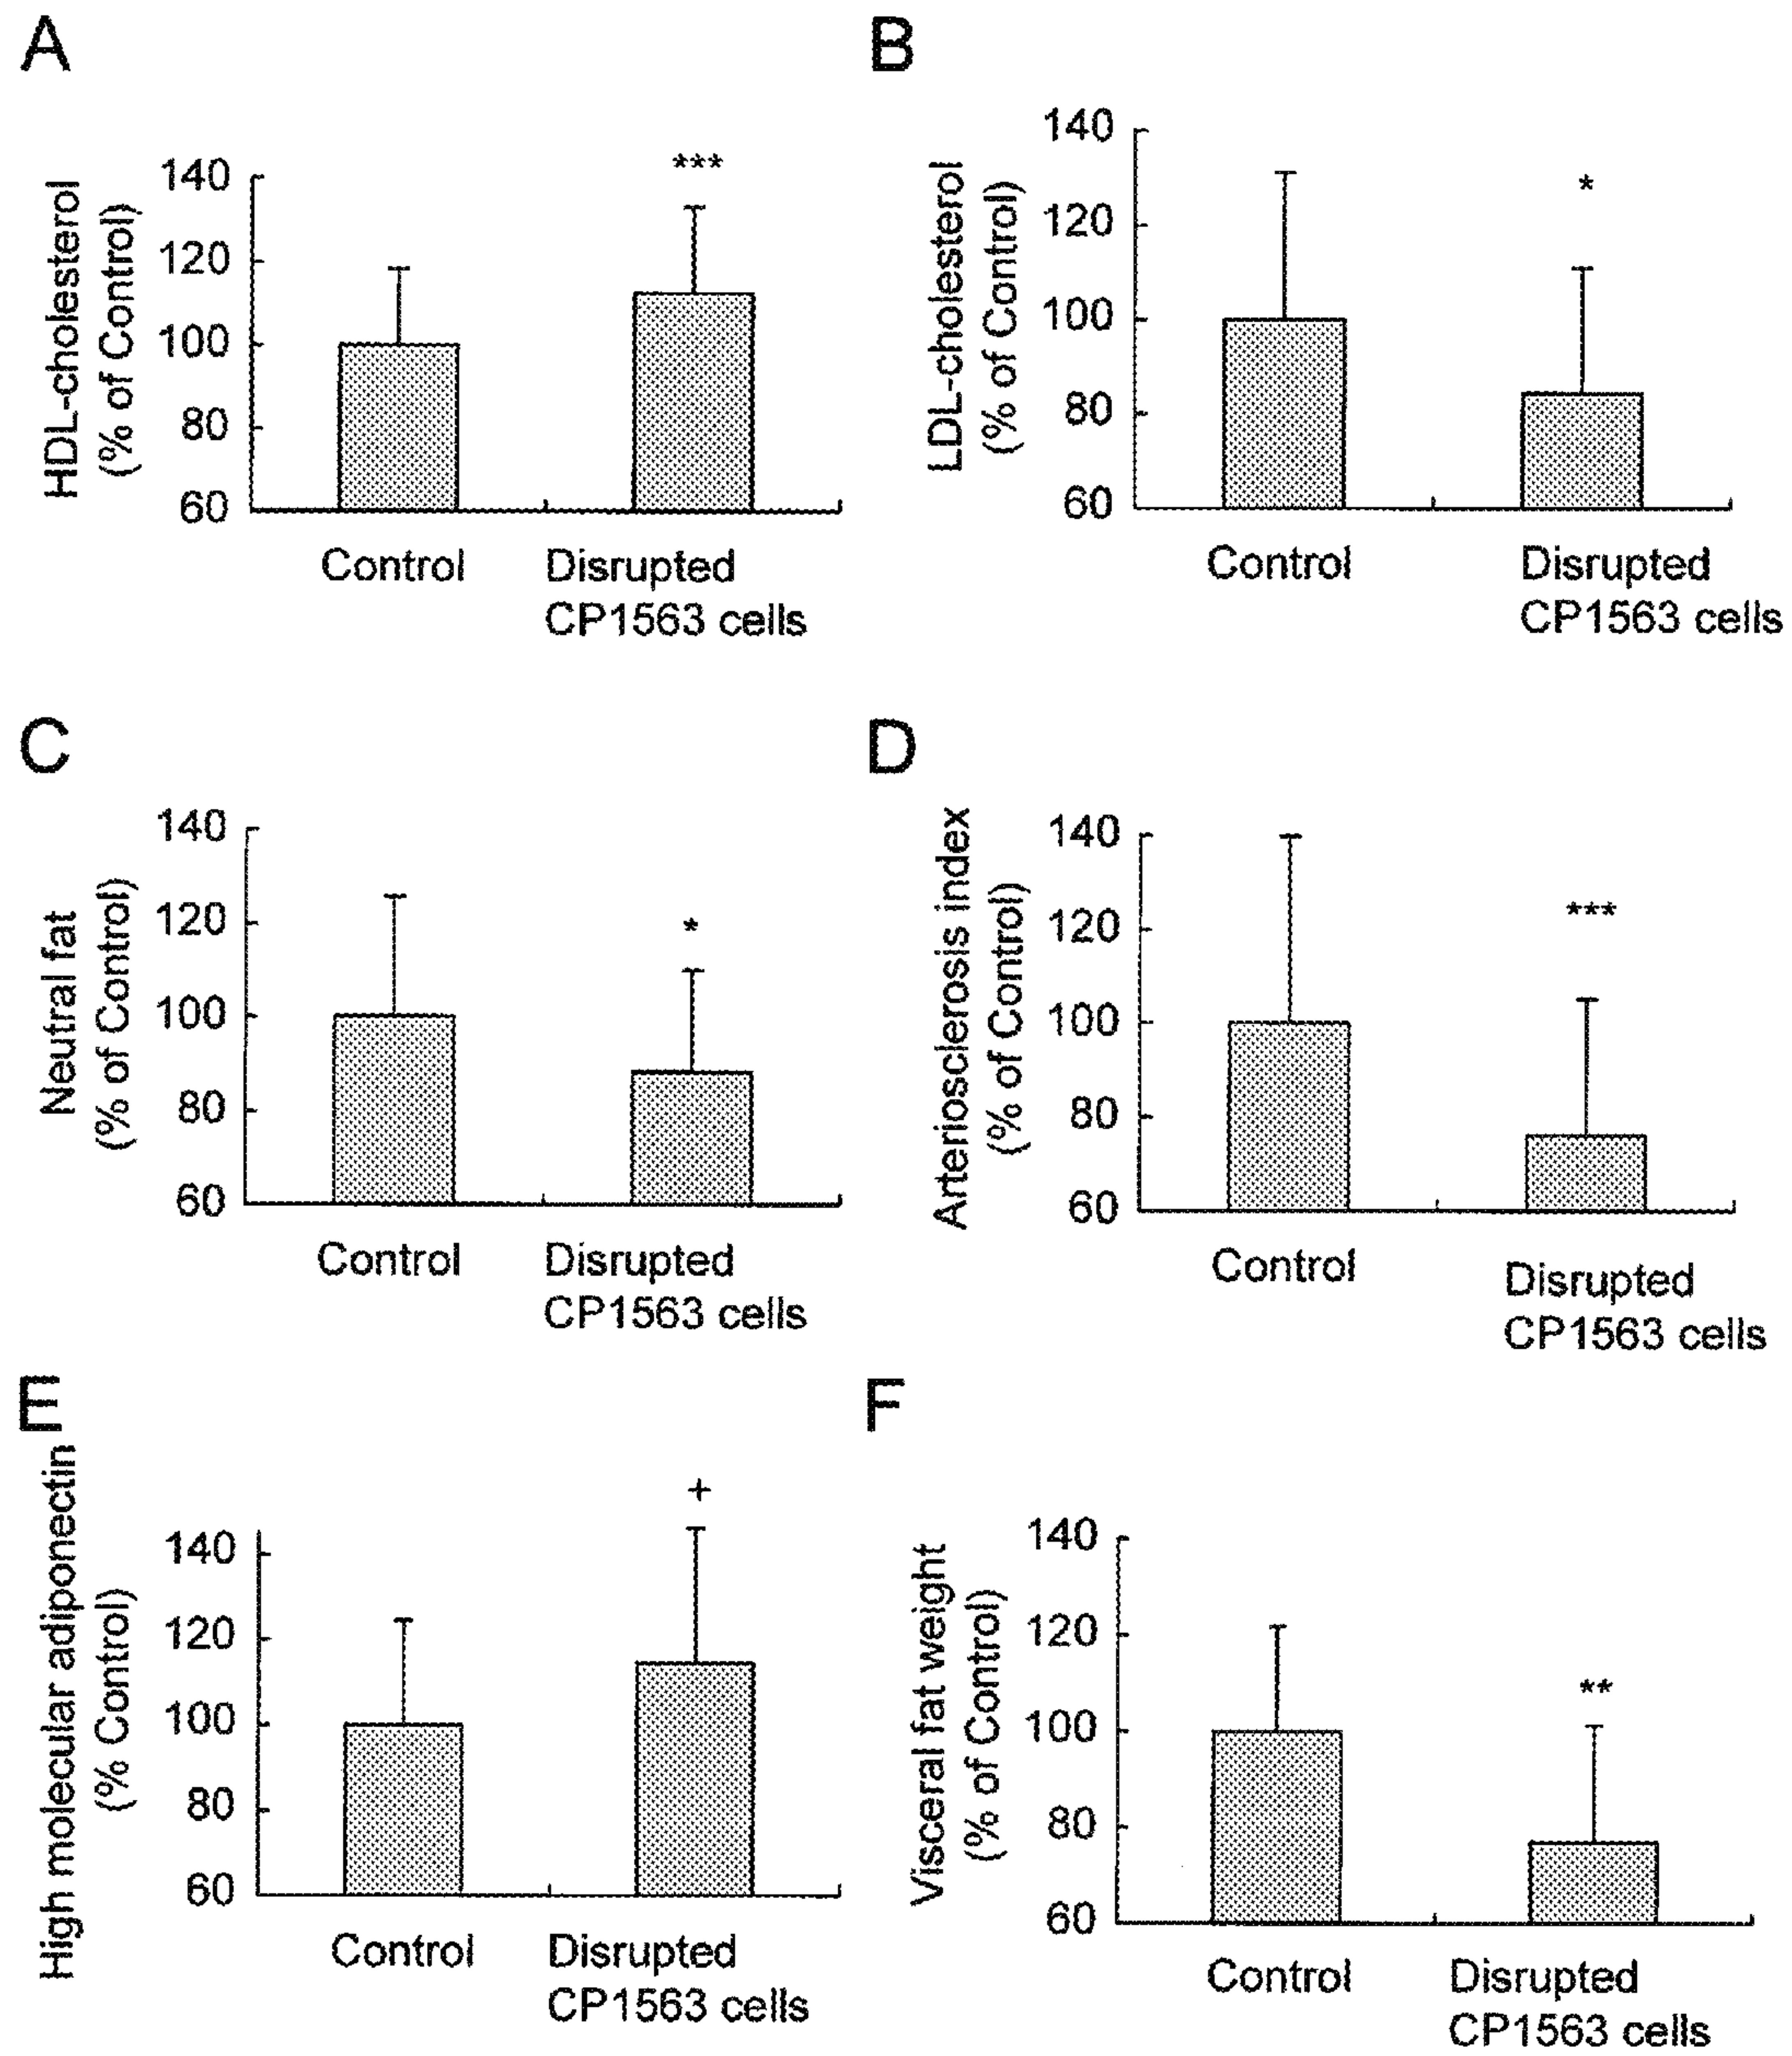 A
HDL-cholesterol
(% of Control)
140
120
100
80
60
***
Control
Disrupted
CP1563 cells
B
LDL-cholesterol
(% of Control)
140
120
100
80
60
*
Control
Disrupted
CP1563 cells
C
Neutral fat
(% of Control)
140
120
100
80
60
*
Control
Disrupted
CP1563 cells
D
Arteriosclerosis index
(% of Control)
140
120
100
80
60
***
Control
Disrupted
CP1563 cells
E
High molecular adiponectin
(% Control)
140
120
100
80
60
+
Control
Disrupted
CP1563 cells
F
Visceral fat weight
(% of Control)
140
120
100
80
60
**
Control
Disrupted
CP1563 cells